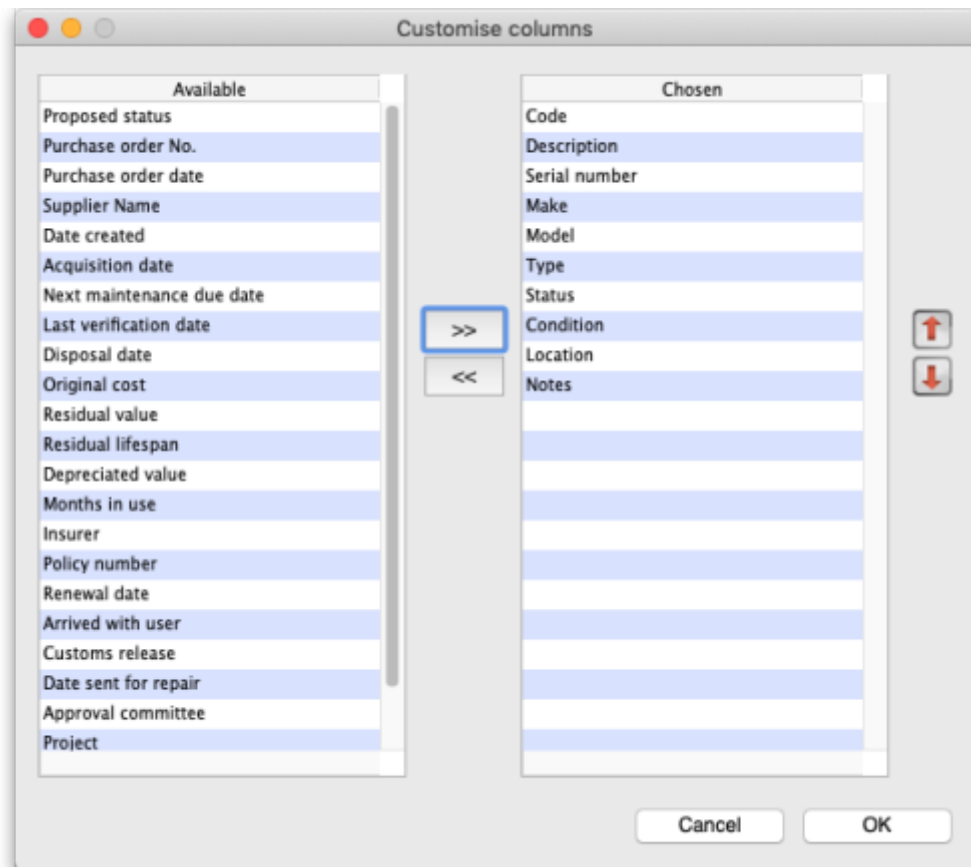 Customise columns
Available
Proposed status
Purchase order No.
Purchase order date
Supplier Name
Date created
Acquisition date
Next maintenance due date
Last verification date
Disposal date
Original cost
Residual value
Residual lifespan
Depreciated value
Months in use
Insurer
Policy number
Renewal date
Arrived with user
Customs release
Date sent for repair
Approval committee
Project
>>
<<
Chosen
Code
Description
Serial number
Make
Model
Type
Status
Condition
Location
Notes
Cancel
OK